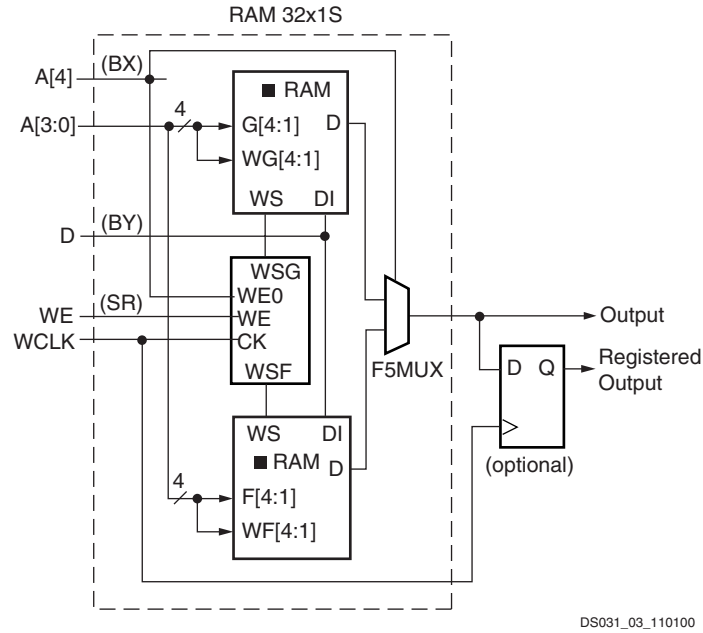 RAM 32x1S
A[4]
(BX)
A[3:0]
4
RAM
G[4:1]
D
WG[4:1]
WS
DI
D
(BY)
WSG
WE0
WE
(SR)
WE
WCLK
CK
WSF
F5MUX
Output
D
Q
Registered
Output
(optional)
WS
DI
RAM
D
4
F[4:1]
WF[4:1]
DS031_03_110100